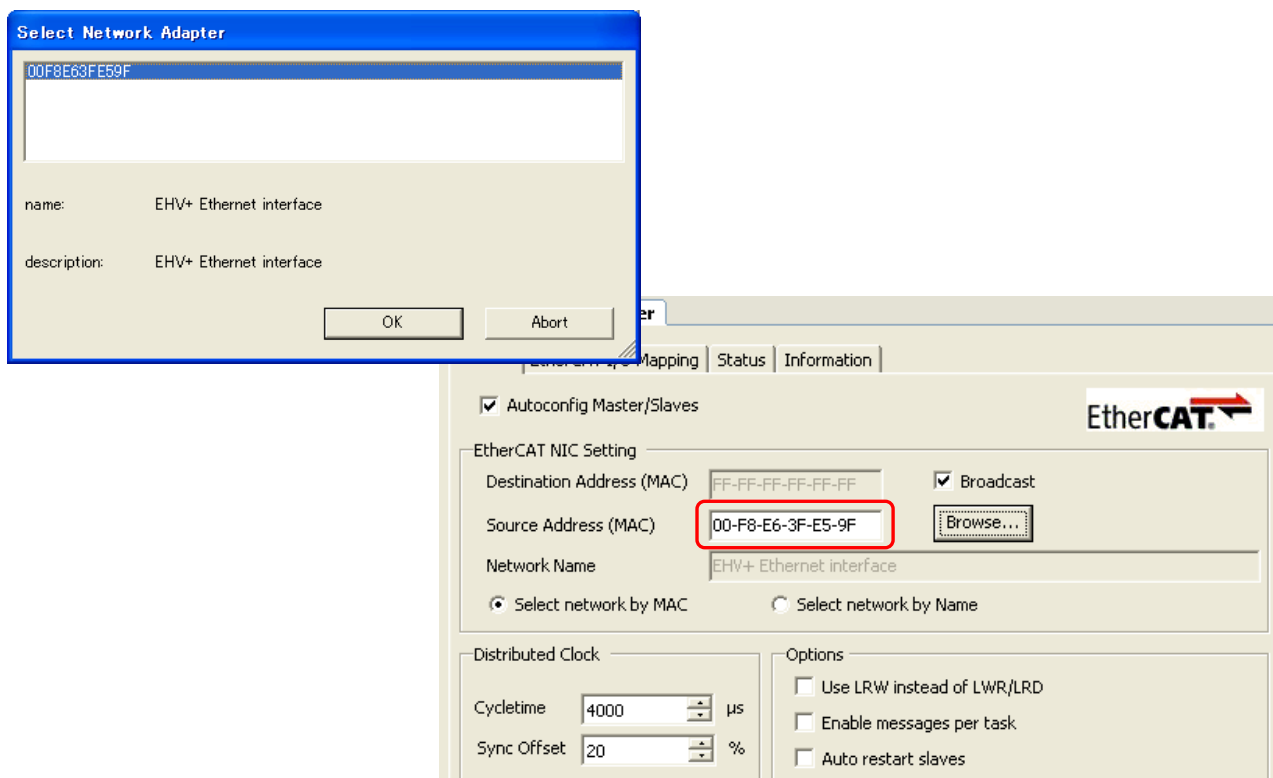 Select Network Adapter
00F8E63FE59F
name: EHV+ Ethernet interface
description: EHV+ Ethernet interface
OK Abort
er
Mapping Status Information
Autoconfig Master/Slaves
EtherCAT.
EtherCAT NIC Setting
Destination Address (MAC) FF-FF-FF-FF-FF-FF Broadcast
Source Address (MAC) 00-F8-E6-3F-E5-9F Browse...
Network Name EHV+ Ethernet interface
Select network by MAC Select network by Name
Distributed Clock Options
Use LRW instead of LWR/LRD
Cycletime 4000 µs
Enable messages per task
Sync Offset 20 %
Auto restart slaves